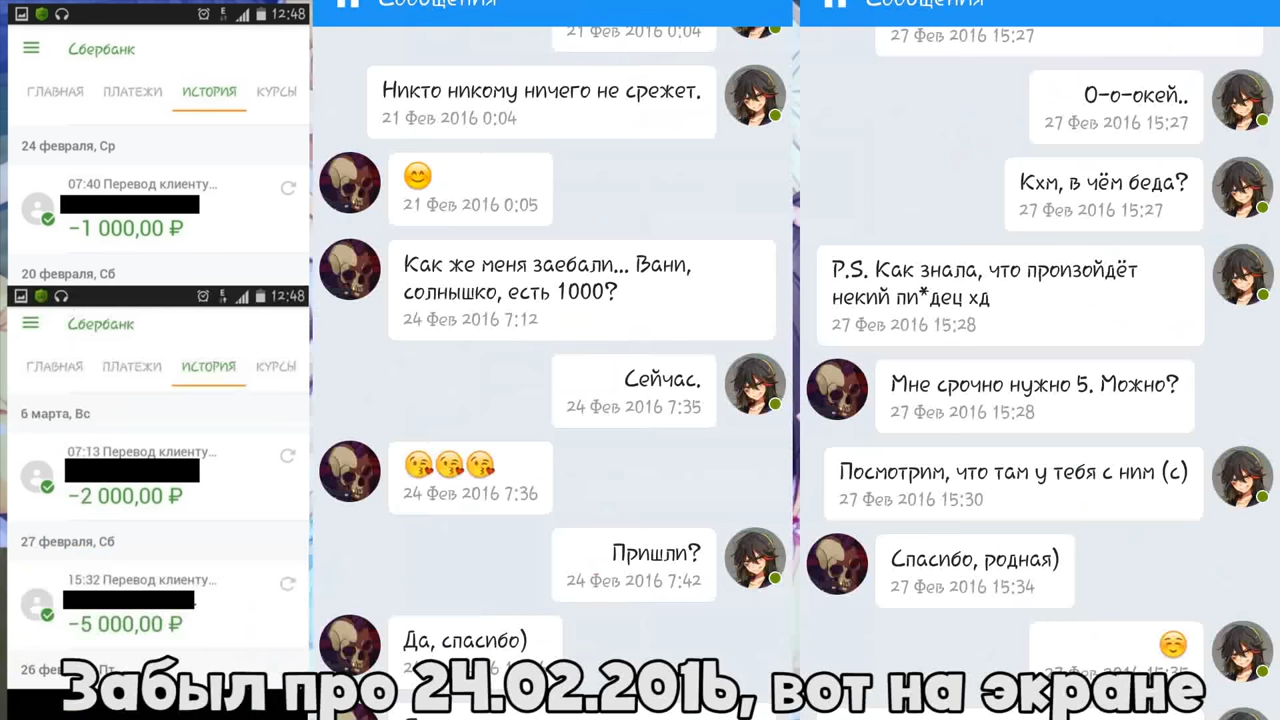 12:48
Сбербанк
ГЛАВНАЯ ПЛАТЕЖИ ИСТОРИЯ КУРСЫ
24 февраля, Ср
07:40 Перевод клиенту...
−1 000,00 ₽
20 февраля, Сб
12:48
Сбербанк
ГЛАВНАЯ ПЛАТЕЖИ ИСТОРИЯ КУРСЫ
6 марта, Вс
07:13 Перевод клиенту...
−2 000,00 ₽
27 февраля, Сб
15:32 Перевод клиенту...
−5 000,00 ₽
Сообщения
21 Фев 2016 0:04
Никто никому ничего не срежет.
21 Фев 2016 0:04
😊
21 Фев 2016 0:05
Как же меня заебали... Вани,
солнышко, есть 1000?
24 Фев 2016 7:12
Сейчас.
24 Фев 2016 7:35
😘😘😘
24 Фев 2016 7:36
Пришли?
24 Фев 2016 7:42
Да, спасибо)
Сообщения
27 Фев 2016 15:27
О-о-окей..
27 Фев 2016 15:27
Кхм, в чём беда?
27 Фев 2016 15:27
P.S. Как знала, что произойдёт
некий пи*дец хд
27 Фев 2016 15:28
Мне срочно нужно 5. Можно?
27 Фев 2016 15:28
Посмотрим, что там у тебя с ним (с)
27 Фев 2016 15:30
Спасибо, родная)
27 Фев 2016 15:34
☺️
Забыл про 24.02.2016, вот на экране